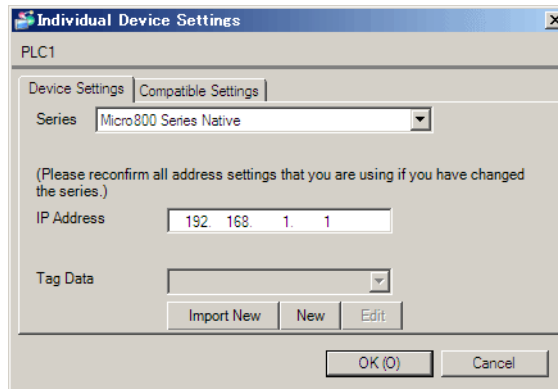 Individual Device Settings
PLC1
Device Settings
Compatible Settings
Series
Micro800 Series Native
(Please reconfirm all address settings that you are using if you have changed
the series.)
IP Address
192. 168. 1. 1
Tag Data
Import New
New
Edit
OK (O)
Cancel